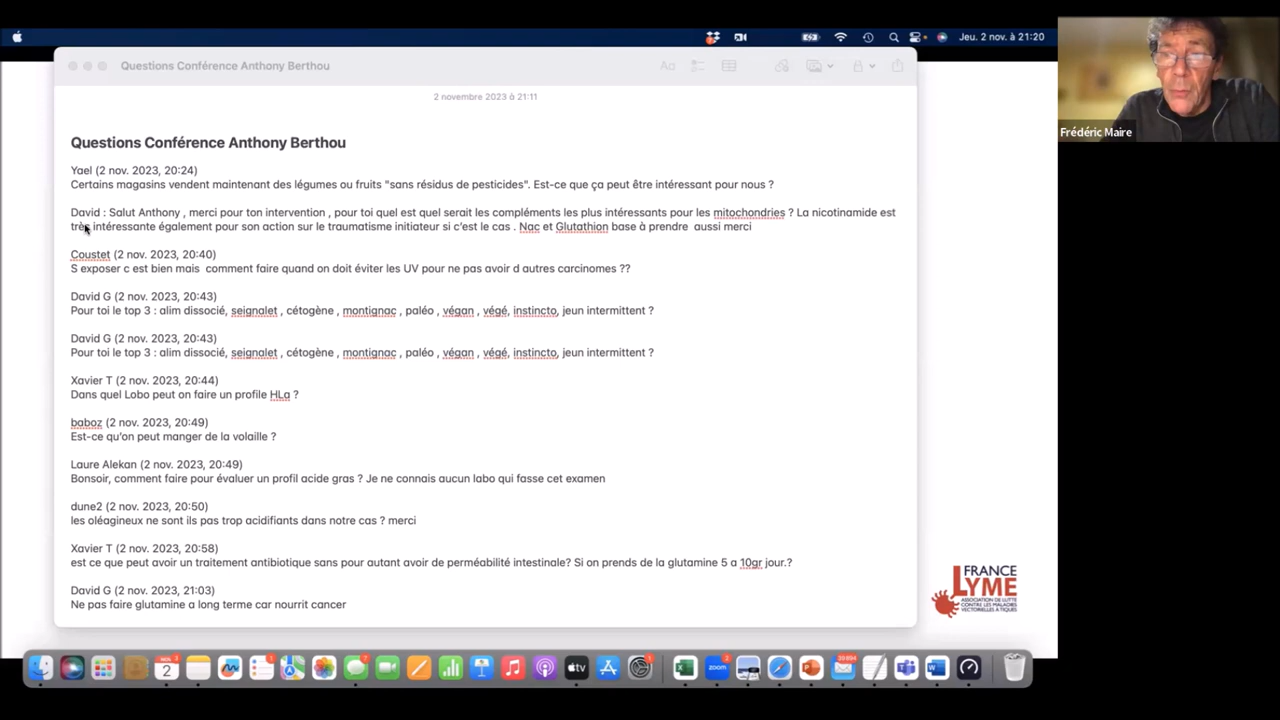 Jeu. 2 nov. à 21:20
Questions Conférence Anthony Berthou
Aa
2 novembre 2023 à 21:11
Frédéric Maire
Questions Conférence Anthony Berthou
Yael (2 nov. 2023, 20:24)
Certains magasins vendent maintenant des légumes ou fruits "sans résidus de pesticides". Est-ce que ça peut être intéressant pour nous ?
David : Salut Anthony , merci pour ton intervention , pour toi quel est quel serait les compléments les plus intéressants pour les mitochondries ? La nicotinamide est
très intéressante également pour son action sur le traumatisme initiateur si c'est le cas . Nac et Glutathion base à prendre  aussi merci
Coustet (2 nov. 2023, 20:40)
S exposer c est bien mais  comment faire quand on doit éviter les UV pour ne pas avoir d autres carcinomes ??
David G (2 nov. 2023, 20:43)
Pour toi le top 3 : alim dissocié, seignalet , cétogène , montignac , paléo , végan , végé, instincto, jeun intermittent ?
David G (2 nov. 2023, 20:43)
Pour toi le top 3 : alim dissocié, seignalet , cétogène , montignac , paléo , végan , végé, instincto, jeun intermittent ?
Xavier T (2 nov. 2023, 20:44)
Dans quel Lobo peut on faire un profile HLa ?
baboz (2 nov. 2023, 20:49)
Est-ce qu'on peut manger de la volaille ?
Laure Alekan (2 nov. 2023, 20:49)
Bonsoir, comment faire pour évaluer un profil acide gras ? Je ne connais aucun labo qui fasse cet examen
dune2 (2 nov. 2023, 20:50)
les oléagineux ne sont ils pas trop acidifiants dans notre cas ? merci
Xavier T (2 nov. 2023, 20:58)
est ce que peut avoir un traitement antibiotique sans pour autant avoir de perméabilité intestinale? Si on prends de la glutamine 5 a 10gr jour.?
David G (2 nov. 2023, 21:03)
Ne pas faire glutamine a long terme car nourrit cancer
FRANCE
LYME
ASSOCIATION DE LUTTE
CONTRE LES MALADIES
VECTORIELLES À TIQUES
2
tv
zoom